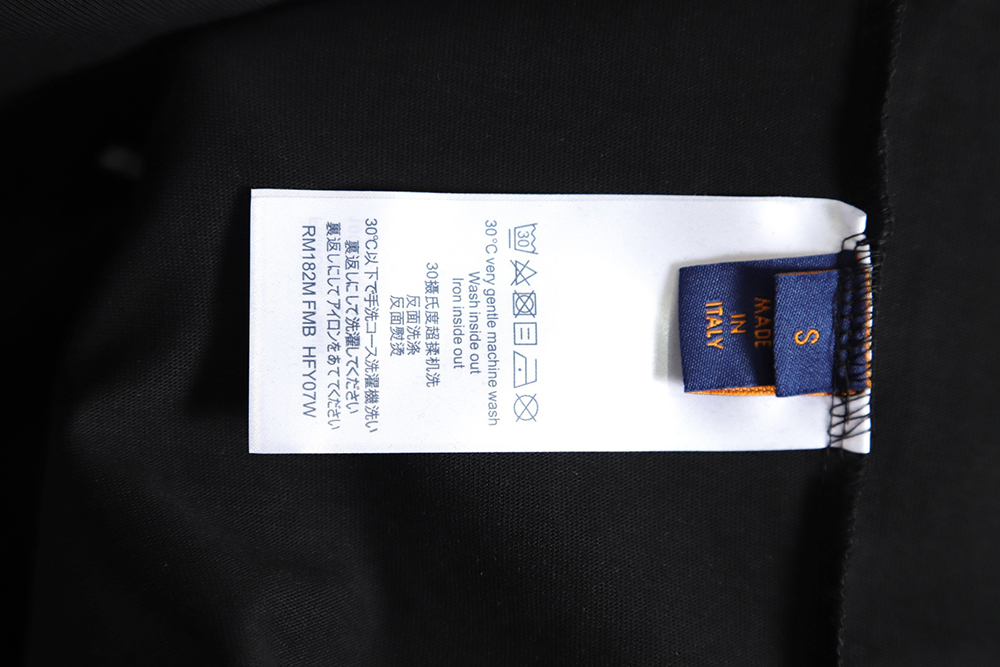 30
30℃ very gentle machine wash
Wash inside out
Iron inside out
30摄氏度超揉机洗
反面洗涤
反面熨烫
30℃以下で手洗コース洗濯機洗い
裏返しにして洗濯してください
裏返しにしてアイロンをあててください
RM182M FMB HFY07W
MADE
IN
ITALY
S